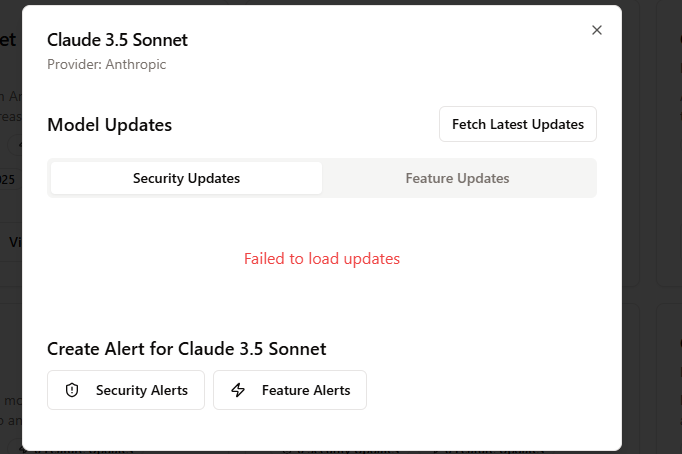 Claude 3.5 Sonnet
Provider: Anthropic
Model Updates
Fetch Latest Updates
Security Updates
Feature Updates
Failed to load updates
Create Alert for Claude 3.5 Sonnet
Security Alerts
Feature Alerts